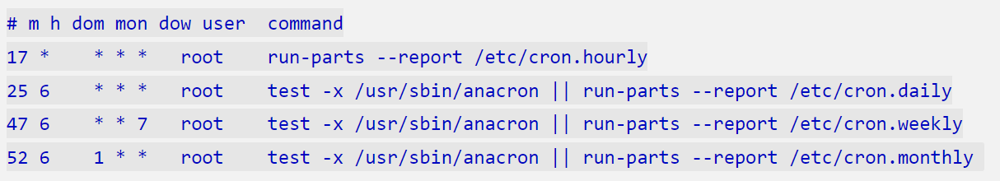 # m h dom mon dow user  command
17 *    * * *   root    run-parts --report /etc/cron.hourly
25 6    * * *   root    test -x /usr/sbin/anacron || run-parts --report /etc/cron.daily
47 6    * * 7   root    test -x /usr/sbin/anacron || run-parts --report /etc/cron.weekly
52 6    1 * *   root    test -x /usr/sbin/anacron || run-parts --report /etc/cron.monthly